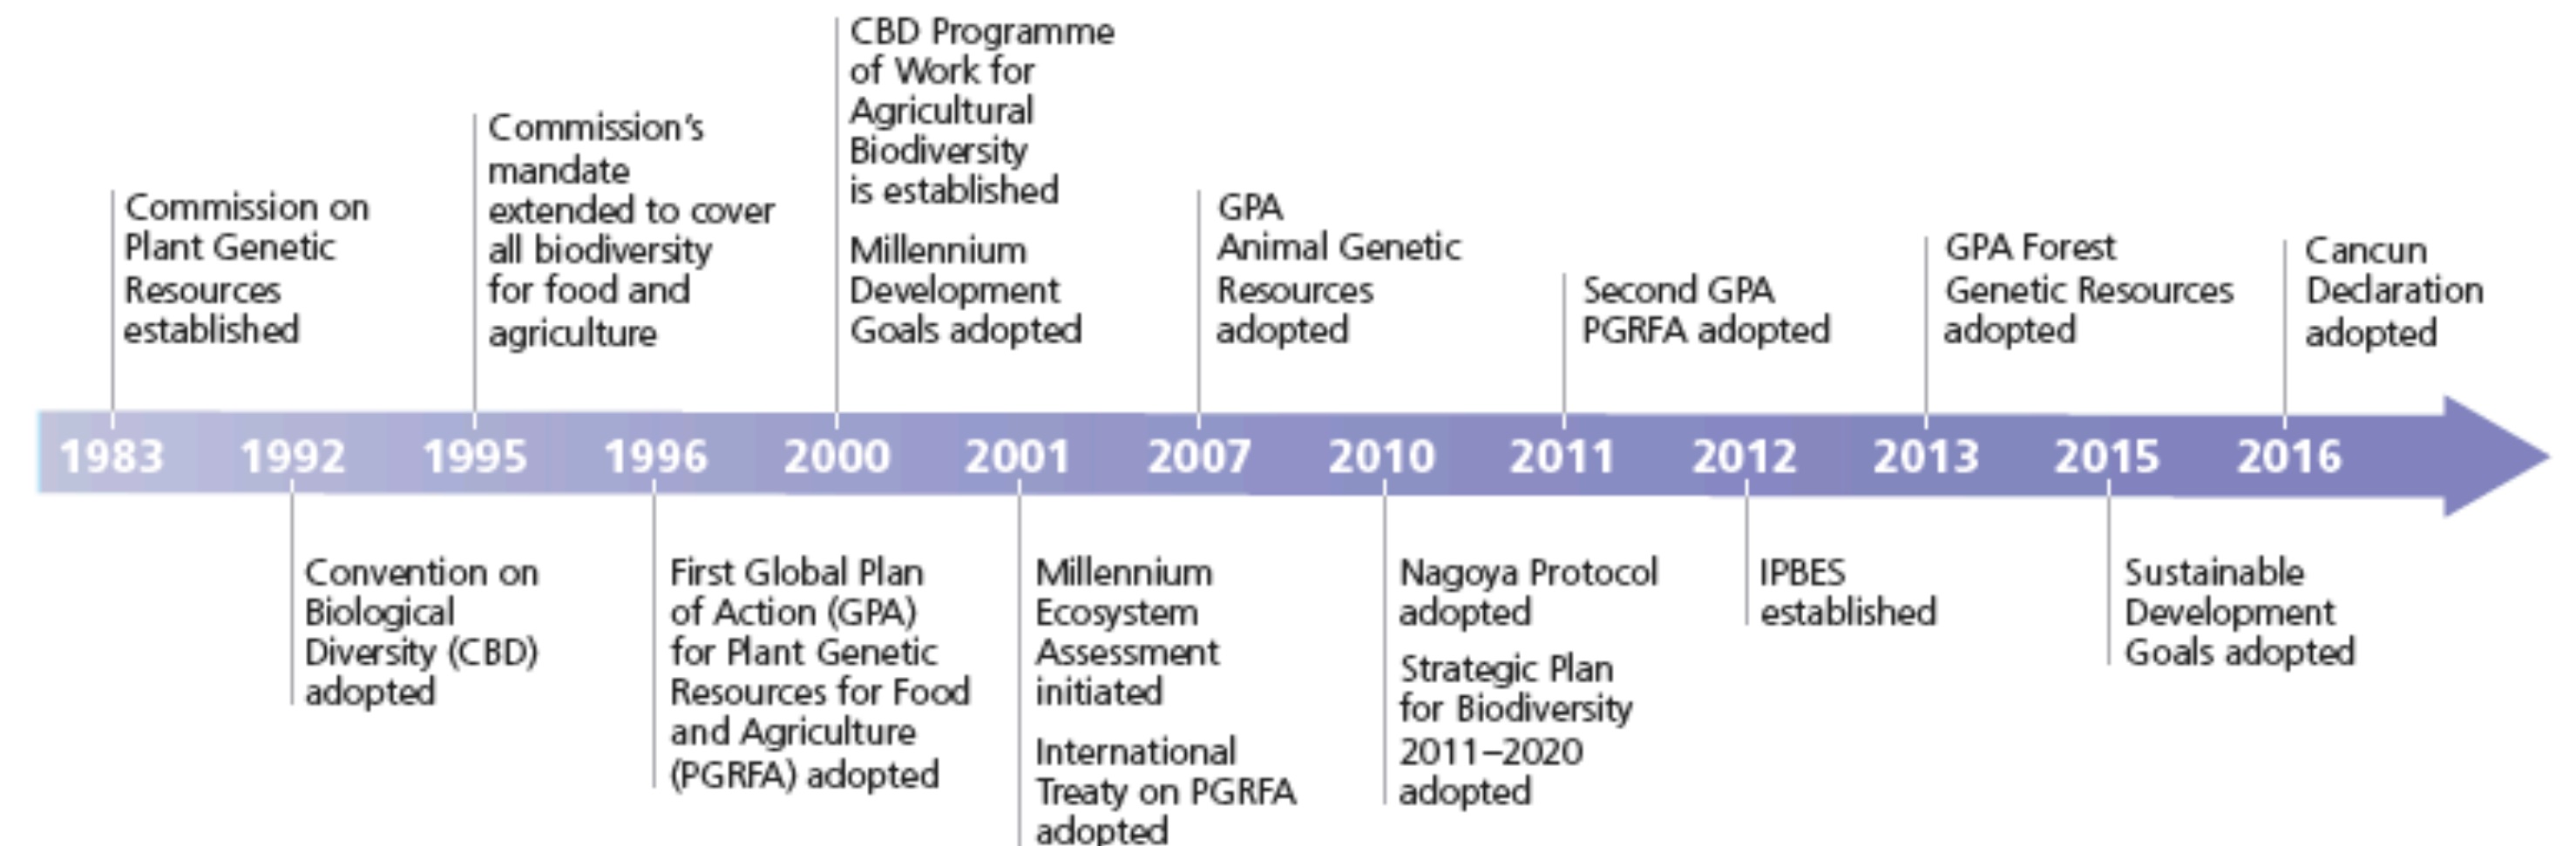 CBD Programme
of Work for
Agricultural
Biodiversity
is established
Millennium
Development
Goals adopted
Commission's
mandate
extended to cover
all biodiversity
for food and
agriculture
Commission on
Plant Genetic
Resources
established
GPA
Animal Genetic
Resources
adopted
Second GPA
PGRFA adopted
GPA Forest
Genetic Resources
adopted
Cancun
Declaration
adopted
1983 1992 1995 1996 2000 2001 2007 2010 2011 2012 2013 2015 2016
Convention on
Biological
Diversity (CBD)
adopted
First Global Plan
of Action (GPA)
for Plant Genetic
Resources for Food
and Agriculture
(PGRFA) adopted
Millennium
Ecosystem
Assessment
initiated
International
Treaty on PGRFA
adopted
Nagoya Protocol
adopted
Strategic Plan
for Biodiversity
2011–2020
adopted
IPBES
established
Sustainable
Development
Goals adopted